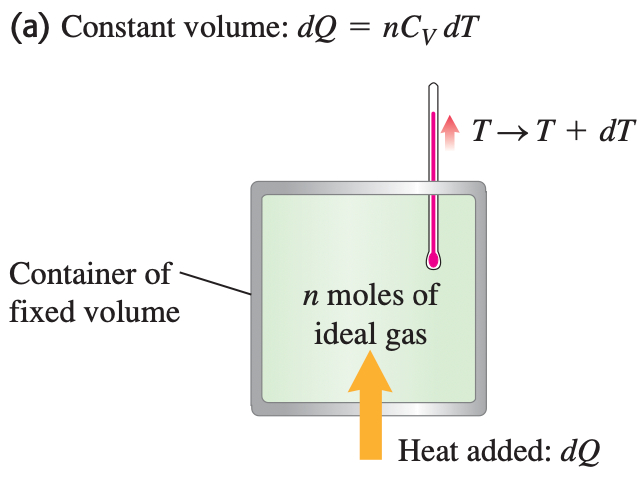 (a) Constant volume: dQ = nC_V dT
T → T + dT
Container of
fixed volume
n moles of
ideal gas
Heat added: dQ